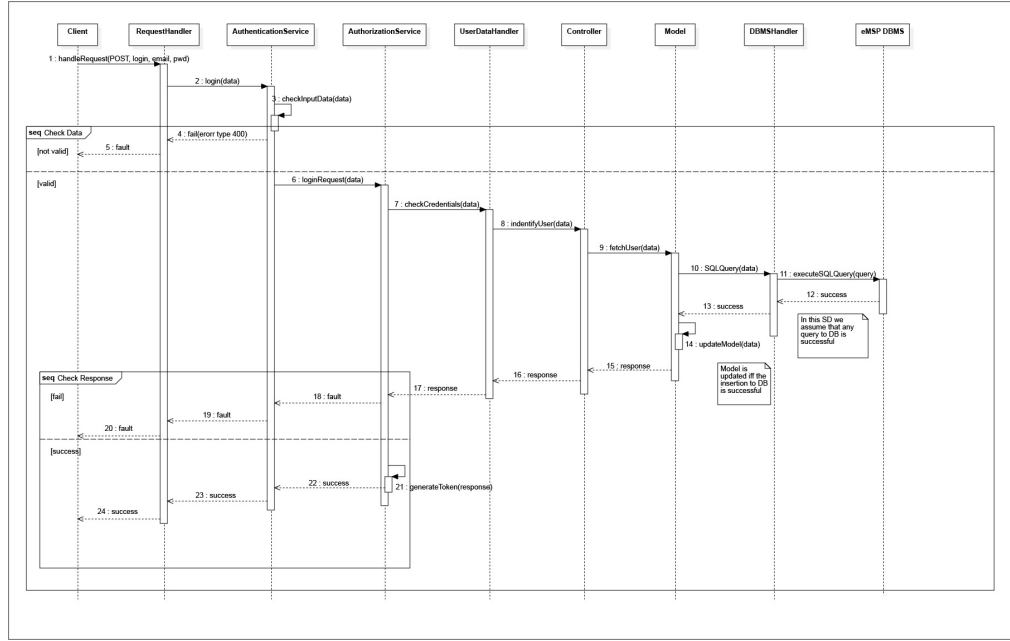 Client
RequestHandler
AuthenticationService
AuthorizationService
UserDataHandler
Controller
Model
DBMSHandler
eMSP DBMS
1 : handleRequest(POST, login, email, pwd)
2 : login(data)
3 : checkInputData(data)
seq Check Data
4 : fail(erorr type 400)
[not valid]
5 : fault
[valid]
6 : loginRequest(data)
7 : checkCredentials(data)
8 : indentifyUser(data)
9 : fetchUser(data)
10 : SQLQuery(data)
11 : executeSQLQuery(query)
12 : success
13 : success
In this SD we
assume that any
query to DB is
successful
14 : updateModel(data)
Model is
updated iff the
insertion to DB
is successful
15 : response
16 : response
seq Check Response
17 : response
[fail]
18 : fault
19 : fault
20 : fault
[success]
21 : generateToken(response)
22 : success
23 : success
24 : success